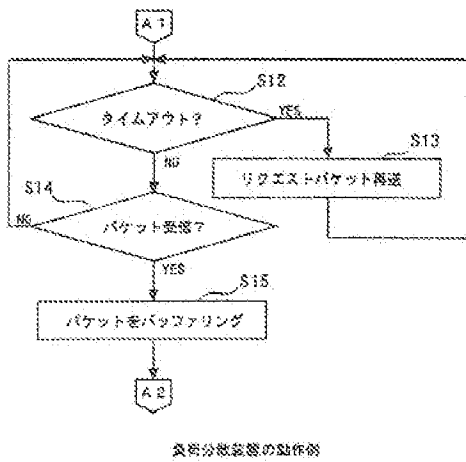 A1
S12
タイムアウト?
YES
NO
S13
リクエストパケット再送
S14
パケット受信?
NO
YES
S15
パケットをバッファリング
A2
負荷分散装置の動作例